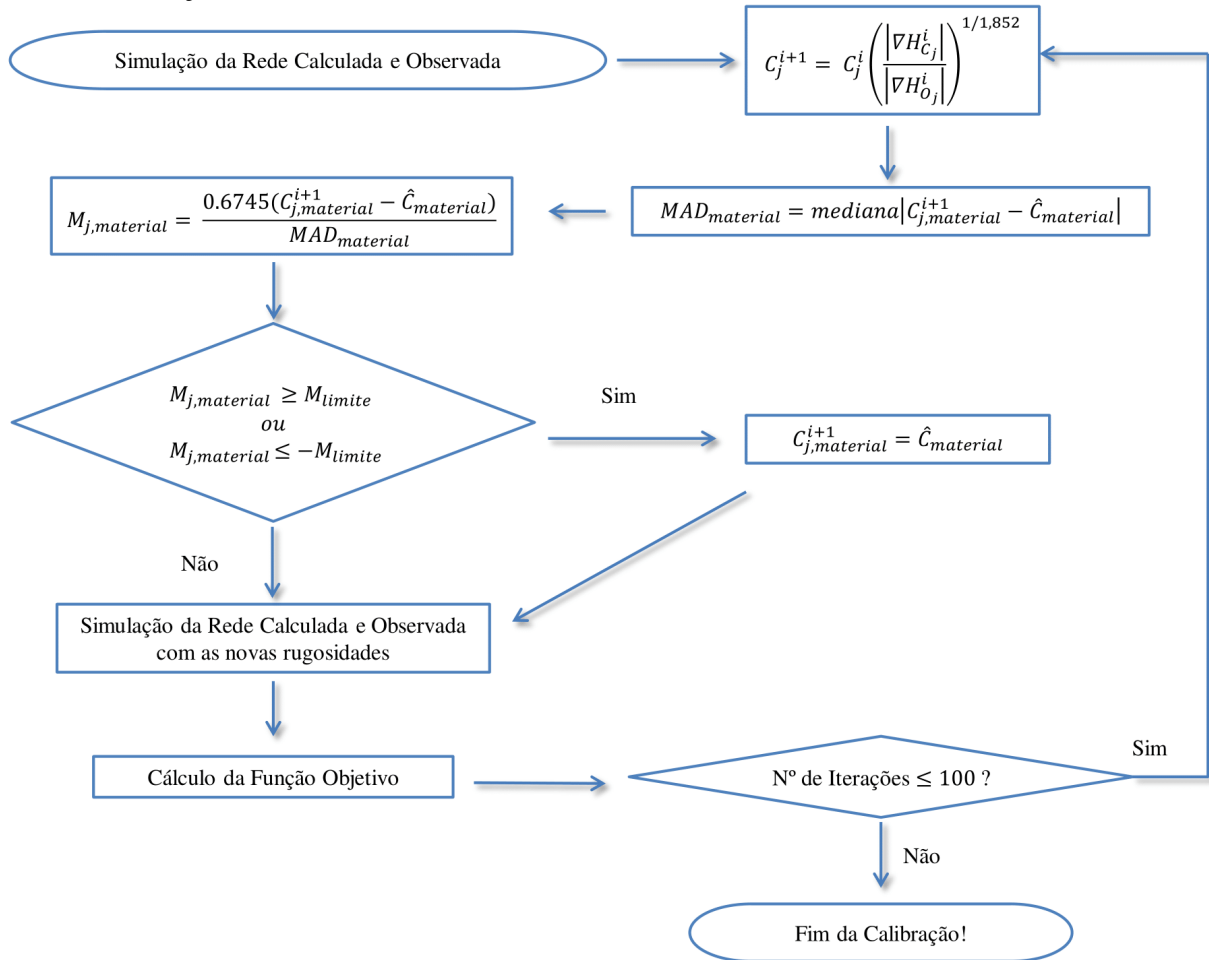 Simulação da Rede Calculada e Observada
C_j^{i+1} = C_j^i (|∇H_{C_j}^i| / |∇H_{O_j}^i|)^{1/1,852}
M_{j,material} = 0.6745(C_{j,material}^{i+1} − Ĉ_{material}) / MAD_{material}
MAD_{material} = mediana|C_{j,material}^{i+1} − Ĉ_{material}|
M_{j,material} ≥ M_{limite}
ou
M_{j,material} ≤ −M_{limite}
Sim
C_{j,material}^{i+1} = Ĉ_{material}
Não
Simulação da Rede Calculada e Observada
com as novas rugosidades
Cálculo da Função Objetivo
Nº de Iterações ≤ 100 ?
Sim
Não
Fim da Calibração!